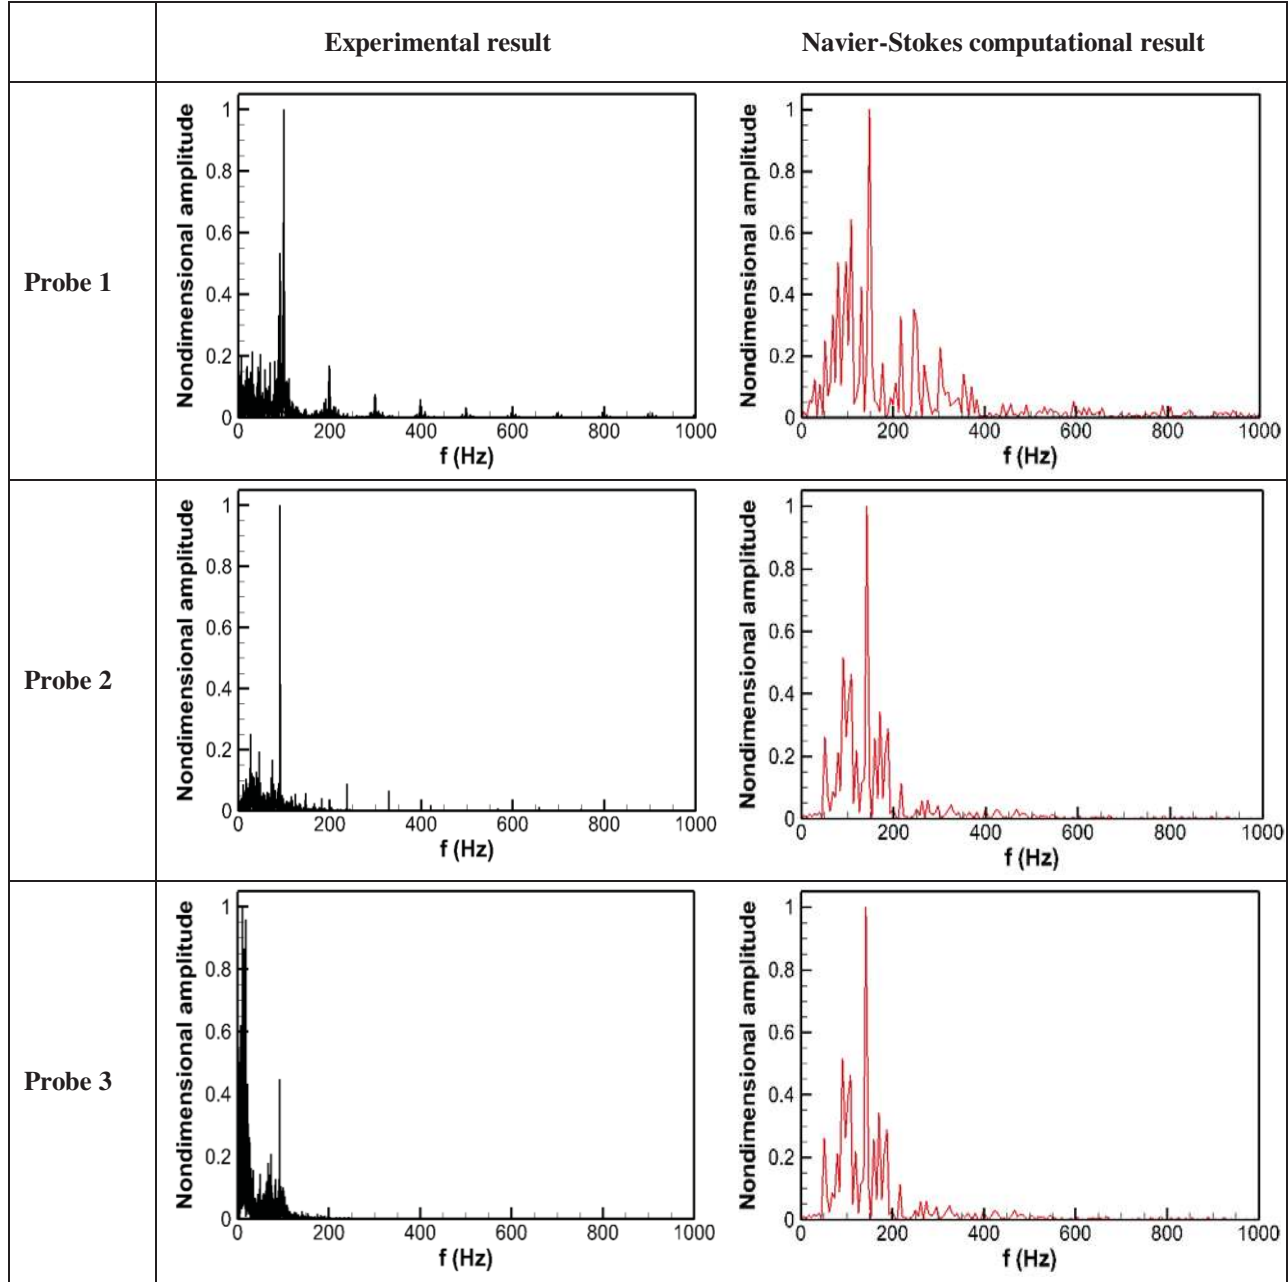 Experimental result
Navier-Stokes computational result
Probe 1
Nondimensional amplitude
1
0.8
0.6
0.4
0.2
0
0 200 400 600 800 1000
f (Hz)
Nondimensional amplitude
1
0.8
0.6
0.4
0.2
0
0 200 400 600 800 1000
f (Hz)
Probe 2
Nondimensional amplitude
1
0.8
0.6
0.4
0.2
0
0 200 400 600 800 1000
f (Hz)
Nondimensional amplitude
1
0.8
0.6
0.4
0.2
0
0 200 400 600 800 1000
f (Hz)
Probe 3
Nondimensional amplitude
1
0.8
0.6
0.4
0.2
0
0 200 400 600 800 1000
f (Hz)
Nondimensional amplitude
1
0.8
0.6
0.4
0.2
0
0 200 400 600 800 1000
f (Hz)